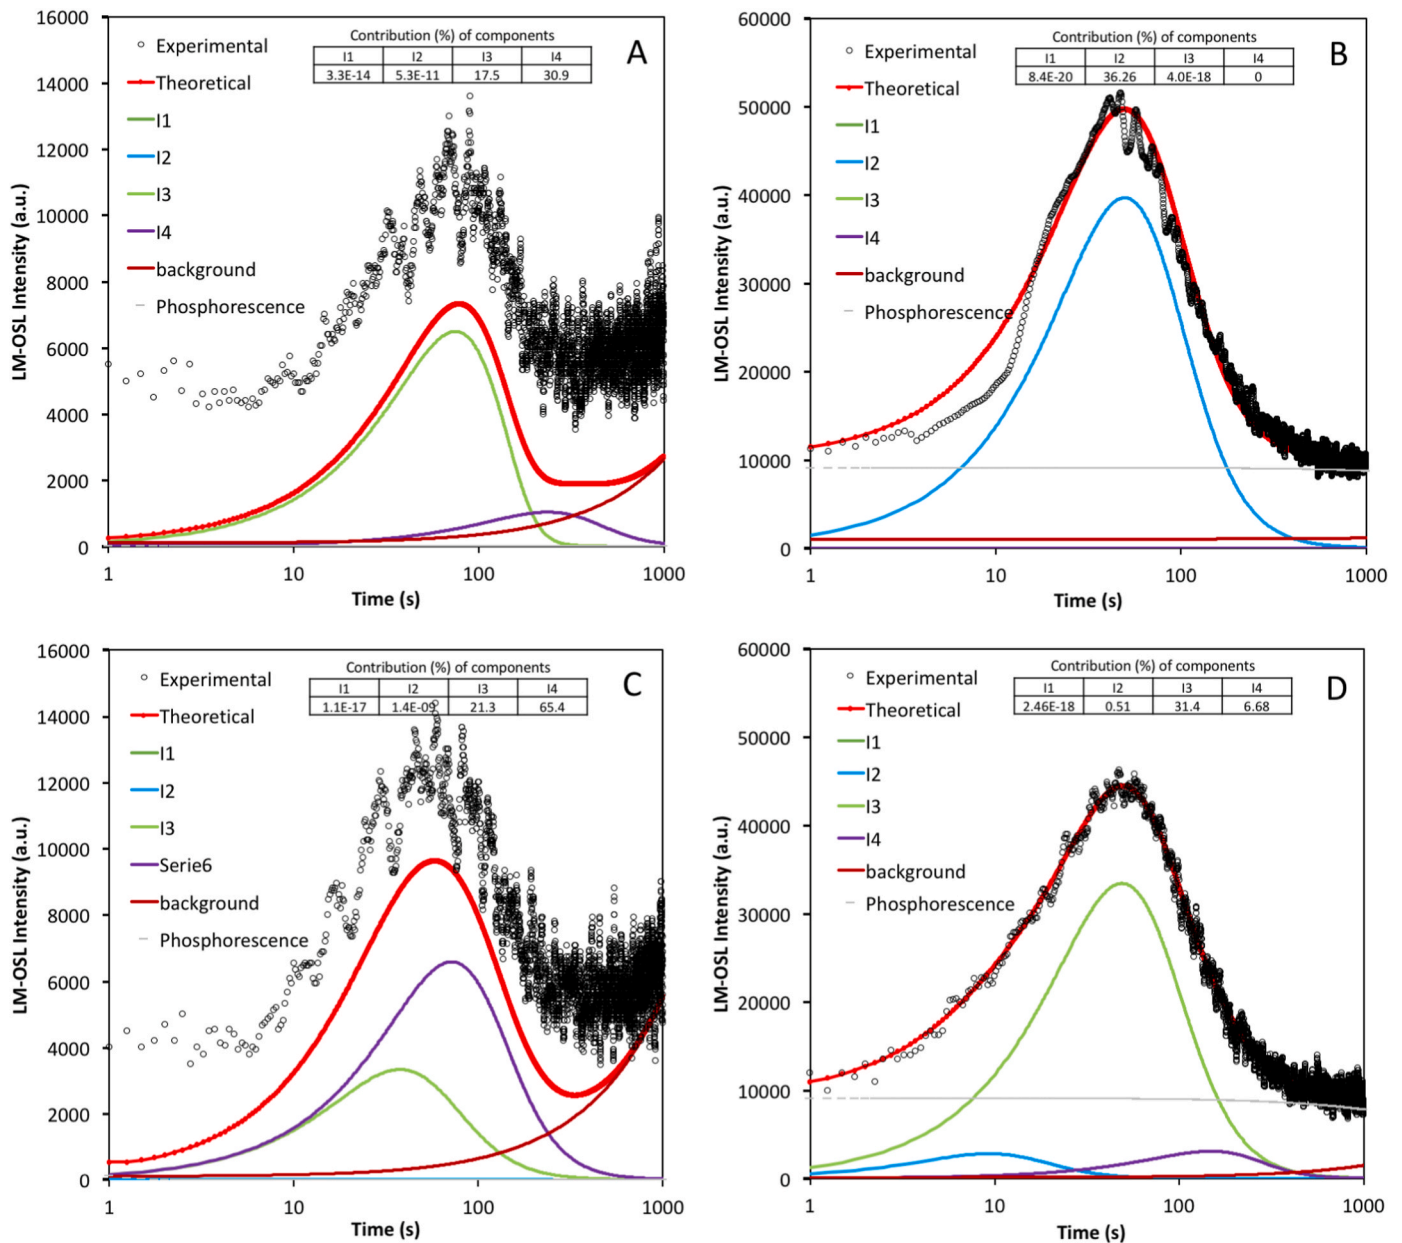 A
Contribution (%) of components
I1 I2 I3 I4
3.3E-14 5.3E-11 17.5 30.9
Experimental
Theoretical
I1
I2
I3
I4
background
Phosphorescence
LM-OSL Intensity (a.u.)
16000
14000
12000
10000
8000
6000
4000
2000
0
1 10 100 1000
Time (s)
B
Contribution (%) of components
I1 I2 I3 I4
8.4E-20 36.26 4.0E-18 0
Experimental
Theoretical
I1
I2
I3
I4
background
Phosphorescence
LM-OSL Intensity (a.u.)
60000
50000
40000
30000
20000
10000
0
1 10 100 1000
Time (s)
C
Contribution (%) of components
I1 I2 I3 I4
1.1E-17 1.4E-09 21.3 65.4
Experimental
Theoretical
I1
I2
I3
Serie6
background
Phosphorescence
LM-OSL Intensity (a.u.)
16000
14000
12000
10000
8000
6000
4000
2000
0
1 10 100 1000
Time (s)
D
Contribution (%) of components
I1 I2 I3 I4
2.46E-18 0.51 31.4 6.68
Experimental
Theoretical
I1
I2
I3
I4
background
Phosphorescence
LM-OSL Intensity (a.u.)
60000
50000
40000
30000
20000
10000
0
1 10 100 1000
Time (s)